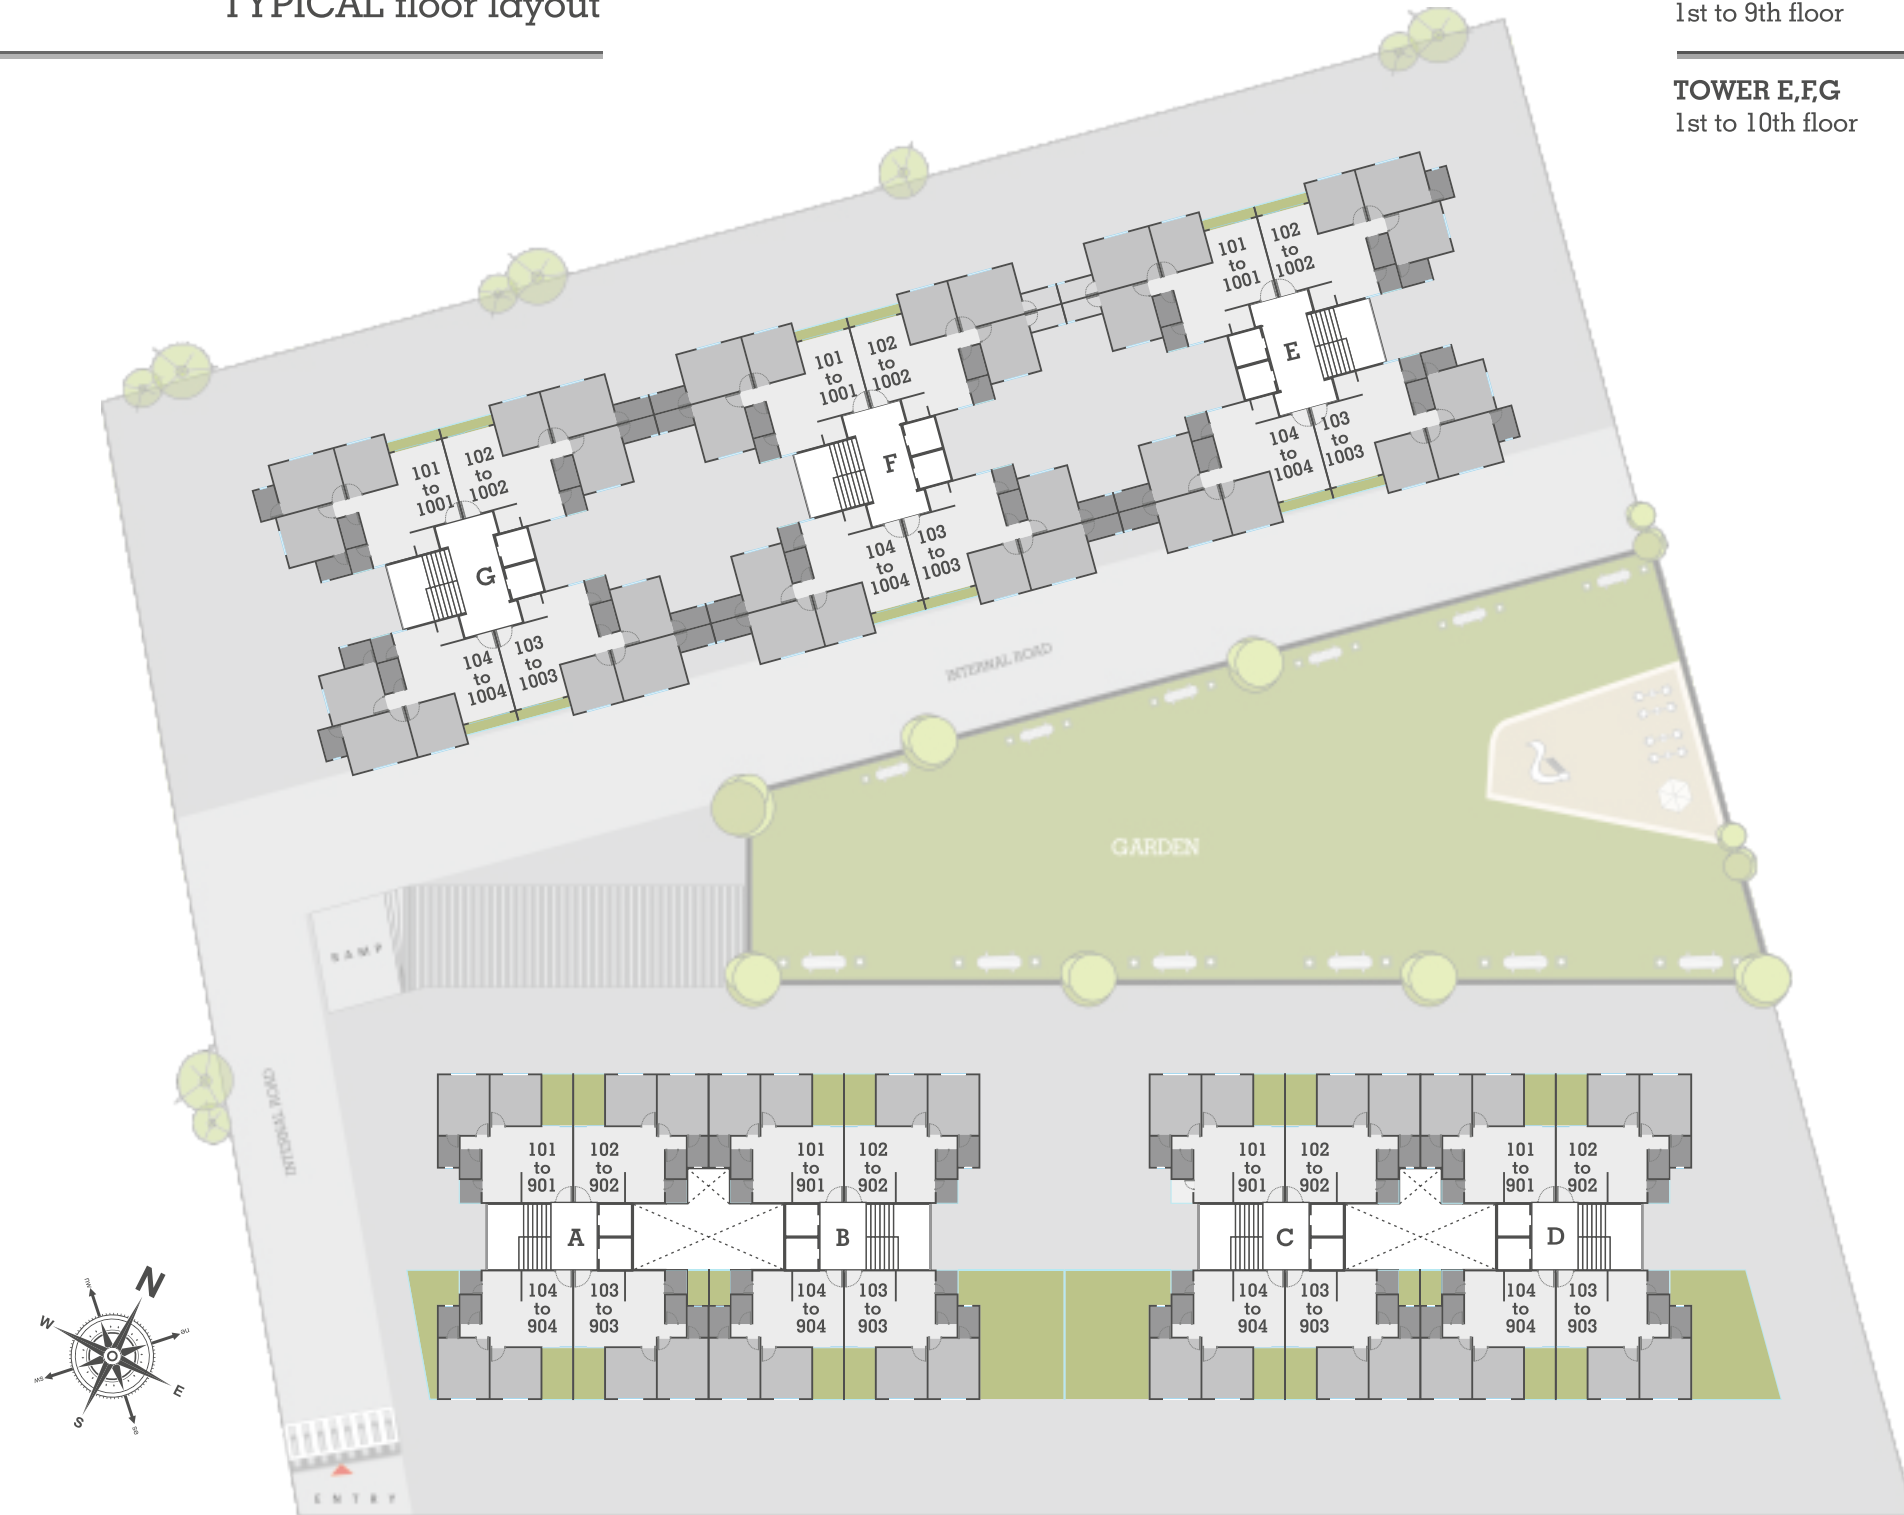 TYPICAL floor layout
1st to 9th floor
TOWER E,F,G
1st to 10th floor
101
to
1001
102
to
1002
E
104
to
1004
103
to
1003
101
to
1001
102
to
1002
F
104
to
1004
103
to
1003
101
to
1001
102
to
1002
G
104
to
1004
103
to
1003
INTERNAL ROAD
GARDEN
RAMP
INTERNAL ROAD
101
to
901
102
to
902
101
to
901
102
to
902
101
to
901
102
to
902
101
to
901
102
to
902
A
B
C
D
104
to
904
103
to
903
104
to
904
103
to
903
104
to
904
103
to
903
104
to
904
103
to
903
N
NW
W
NE
SW
E
S
SE
ENTRY